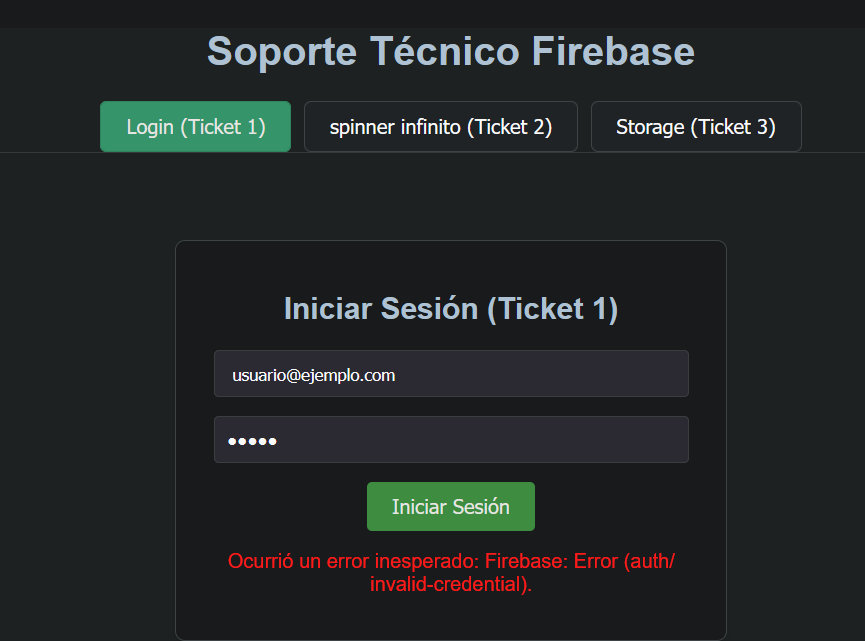 Soporte Técnico Firebase
Login (Ticket 1)
spinner infinito (Ticket 2)
Storage (Ticket 3)
Iniciar Sesión (Ticket 1)
usuario@ejemplo.com
•••••
Iniciar Sesión
Ocurrió un error inesperado: Firebase: Error (auth/
invalid-credential).